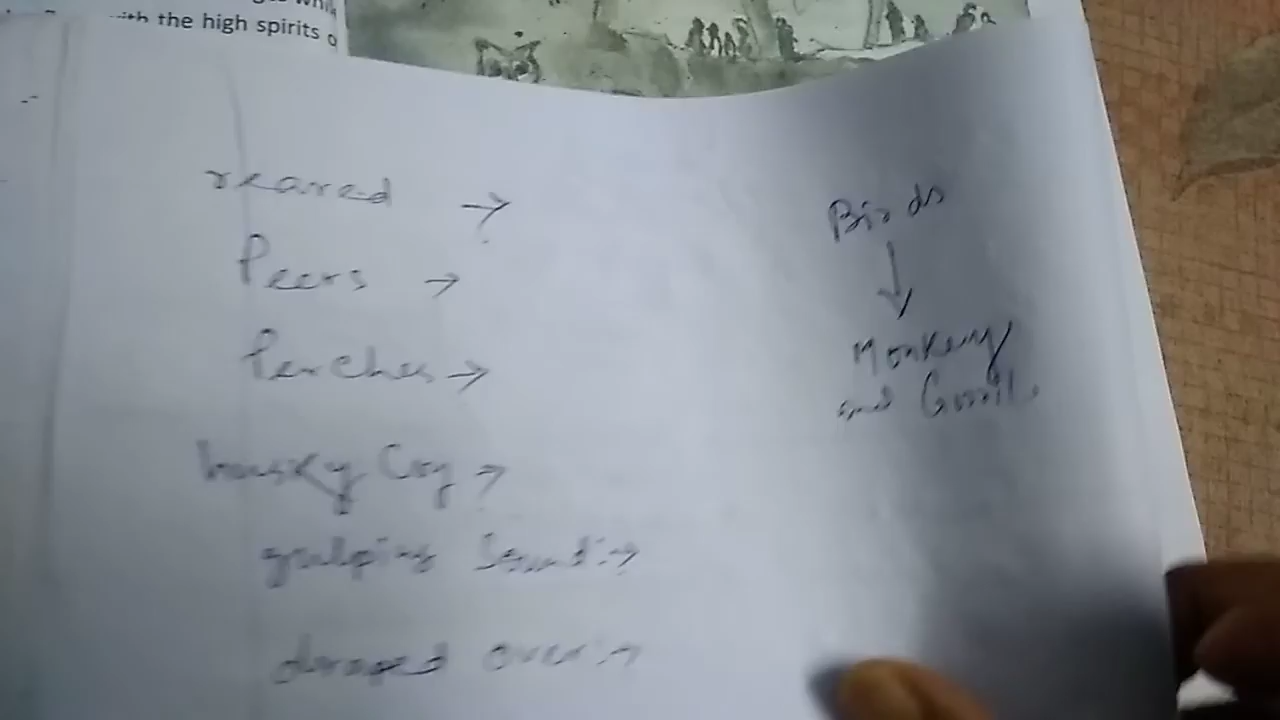 with the high spirits o
reared →
Peers →
Perches →
husky Cry →
gulping Sound :→
draped over :→
Birds
↓
Monkey
and Gorill